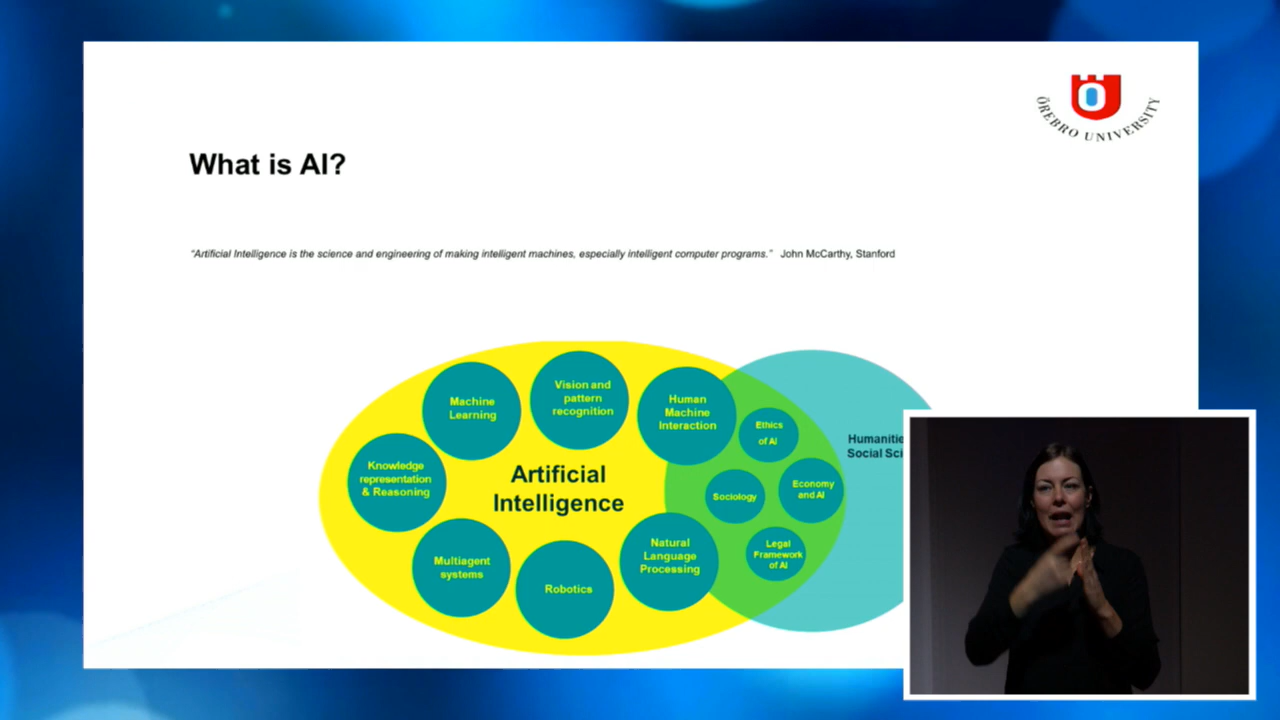 ÖREBRO UNIVERSITY
What is AI?
"Artificial Intelligence is the science and engineering of making intelligent machines, especially intelligent computer programs." John McCarthy, Stanford
Machine
Learning
Vision and
pattern
recognition
Human
Machine
Interaction
Ethics
of AI
Knowledge
representation
& Reasoning
Artificial
Intelligence
Sociology
Economy
and AI
Multiagent
systems
Robotics
Natural
Language
Processing
Legal
Framework
of AI
Social